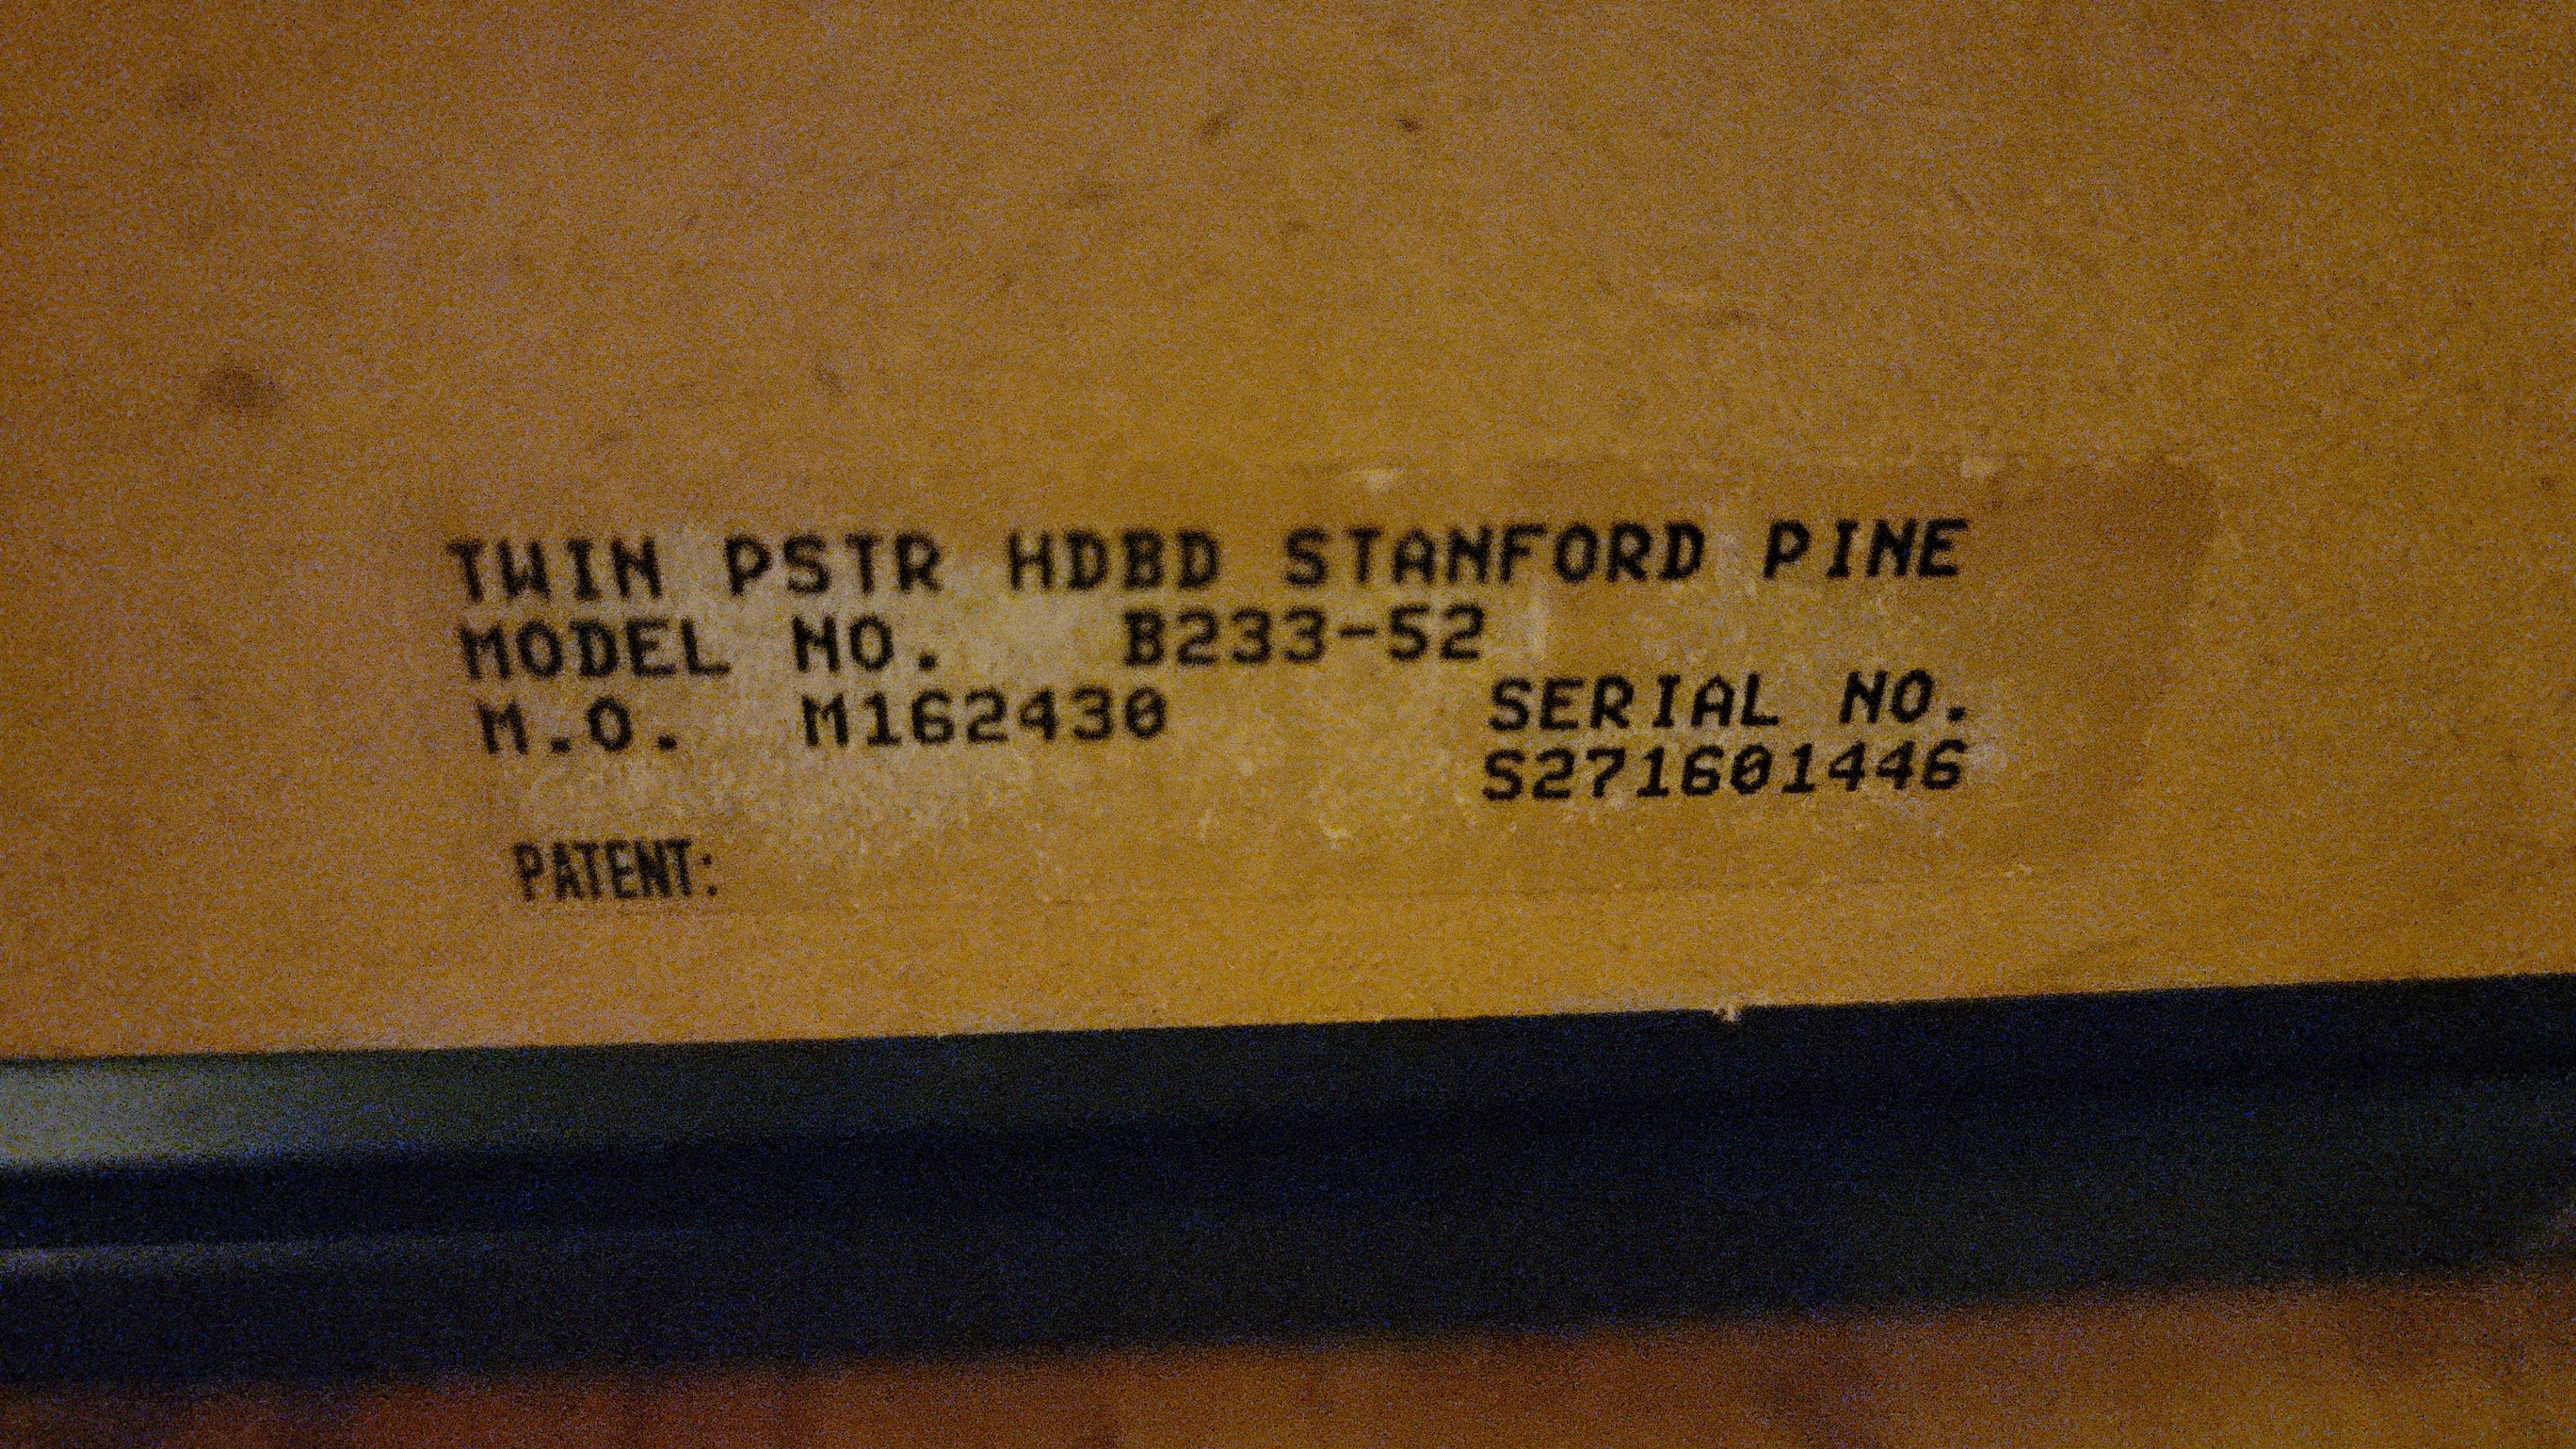 TWIN PSTR HDBD STANFORD PINE
MODEL NO. B233-52
M.O. M162430
SERIAL NO.
S271601446
PATENT: